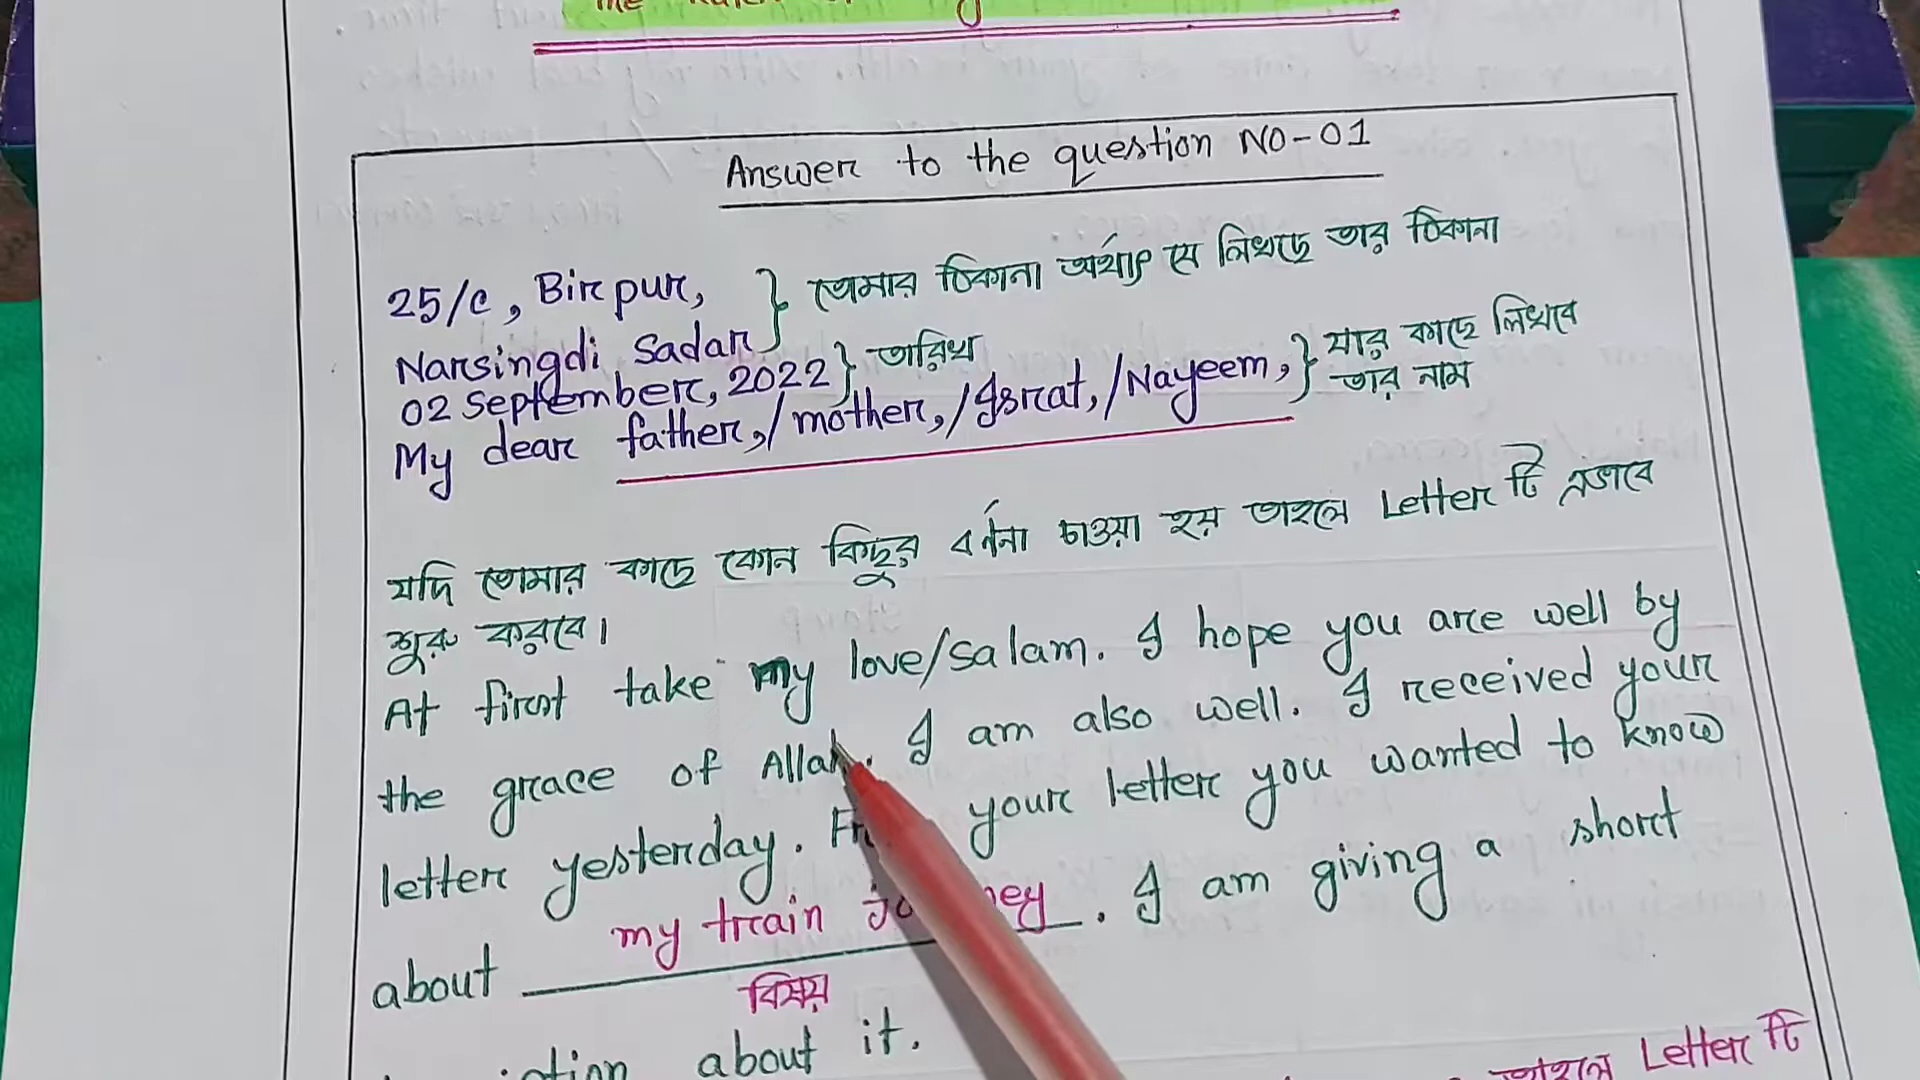 Answer to the question NO-01
25/c, Birpur, } তোমার ঠিকানা অর্থাৎ যে লিখছে তার ঠিকানা
Narsingdi Sadar
02 September, 2022 } তারিখ
My dear father,/mother,/Israt,/Nayeem, } যার কাছে লিখবে তার নাম
যদি তোমার কাছে কোন কিছুর বর্ননা চাওয়া হয় তাহলে Letter টি এভাবে
শুরু করবে।
At first take my love/salam. I hope you are well by
the grace of Allah. I am also well. I received your
letter yesterday. your letter you wanted to know
about my train . I am giving a short
বিষয়
about it.
তাহলে Letter টি